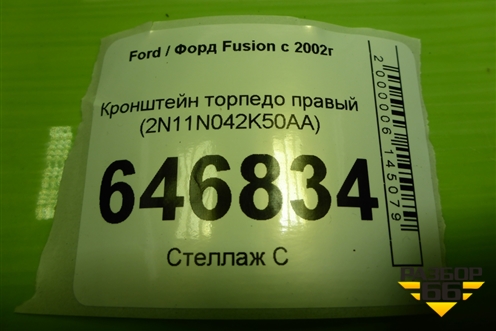 Ford / Форд Fusion с 2002г
Кронштейн торпедо правый
(2N11N042K50AA)
646834
Стеллаж С
2000006145079
РАЗБОР
66